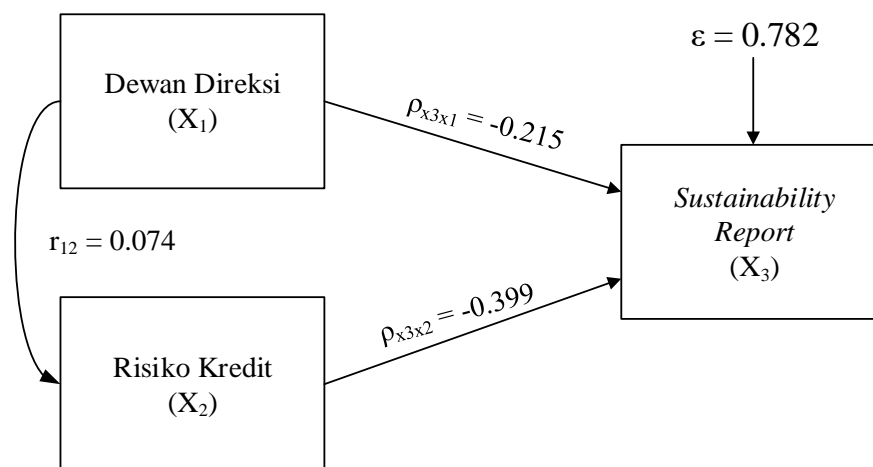 Dewan Direksi
(X₁)
ε = 0.782
ρₓ₃ₓ₁ = -0.215
Sustainability
Report
(X₃)
r₁₂ = 0.074
ρₓ₃ₓ₂ = -0.399
Risiko Kredit
(X₂)